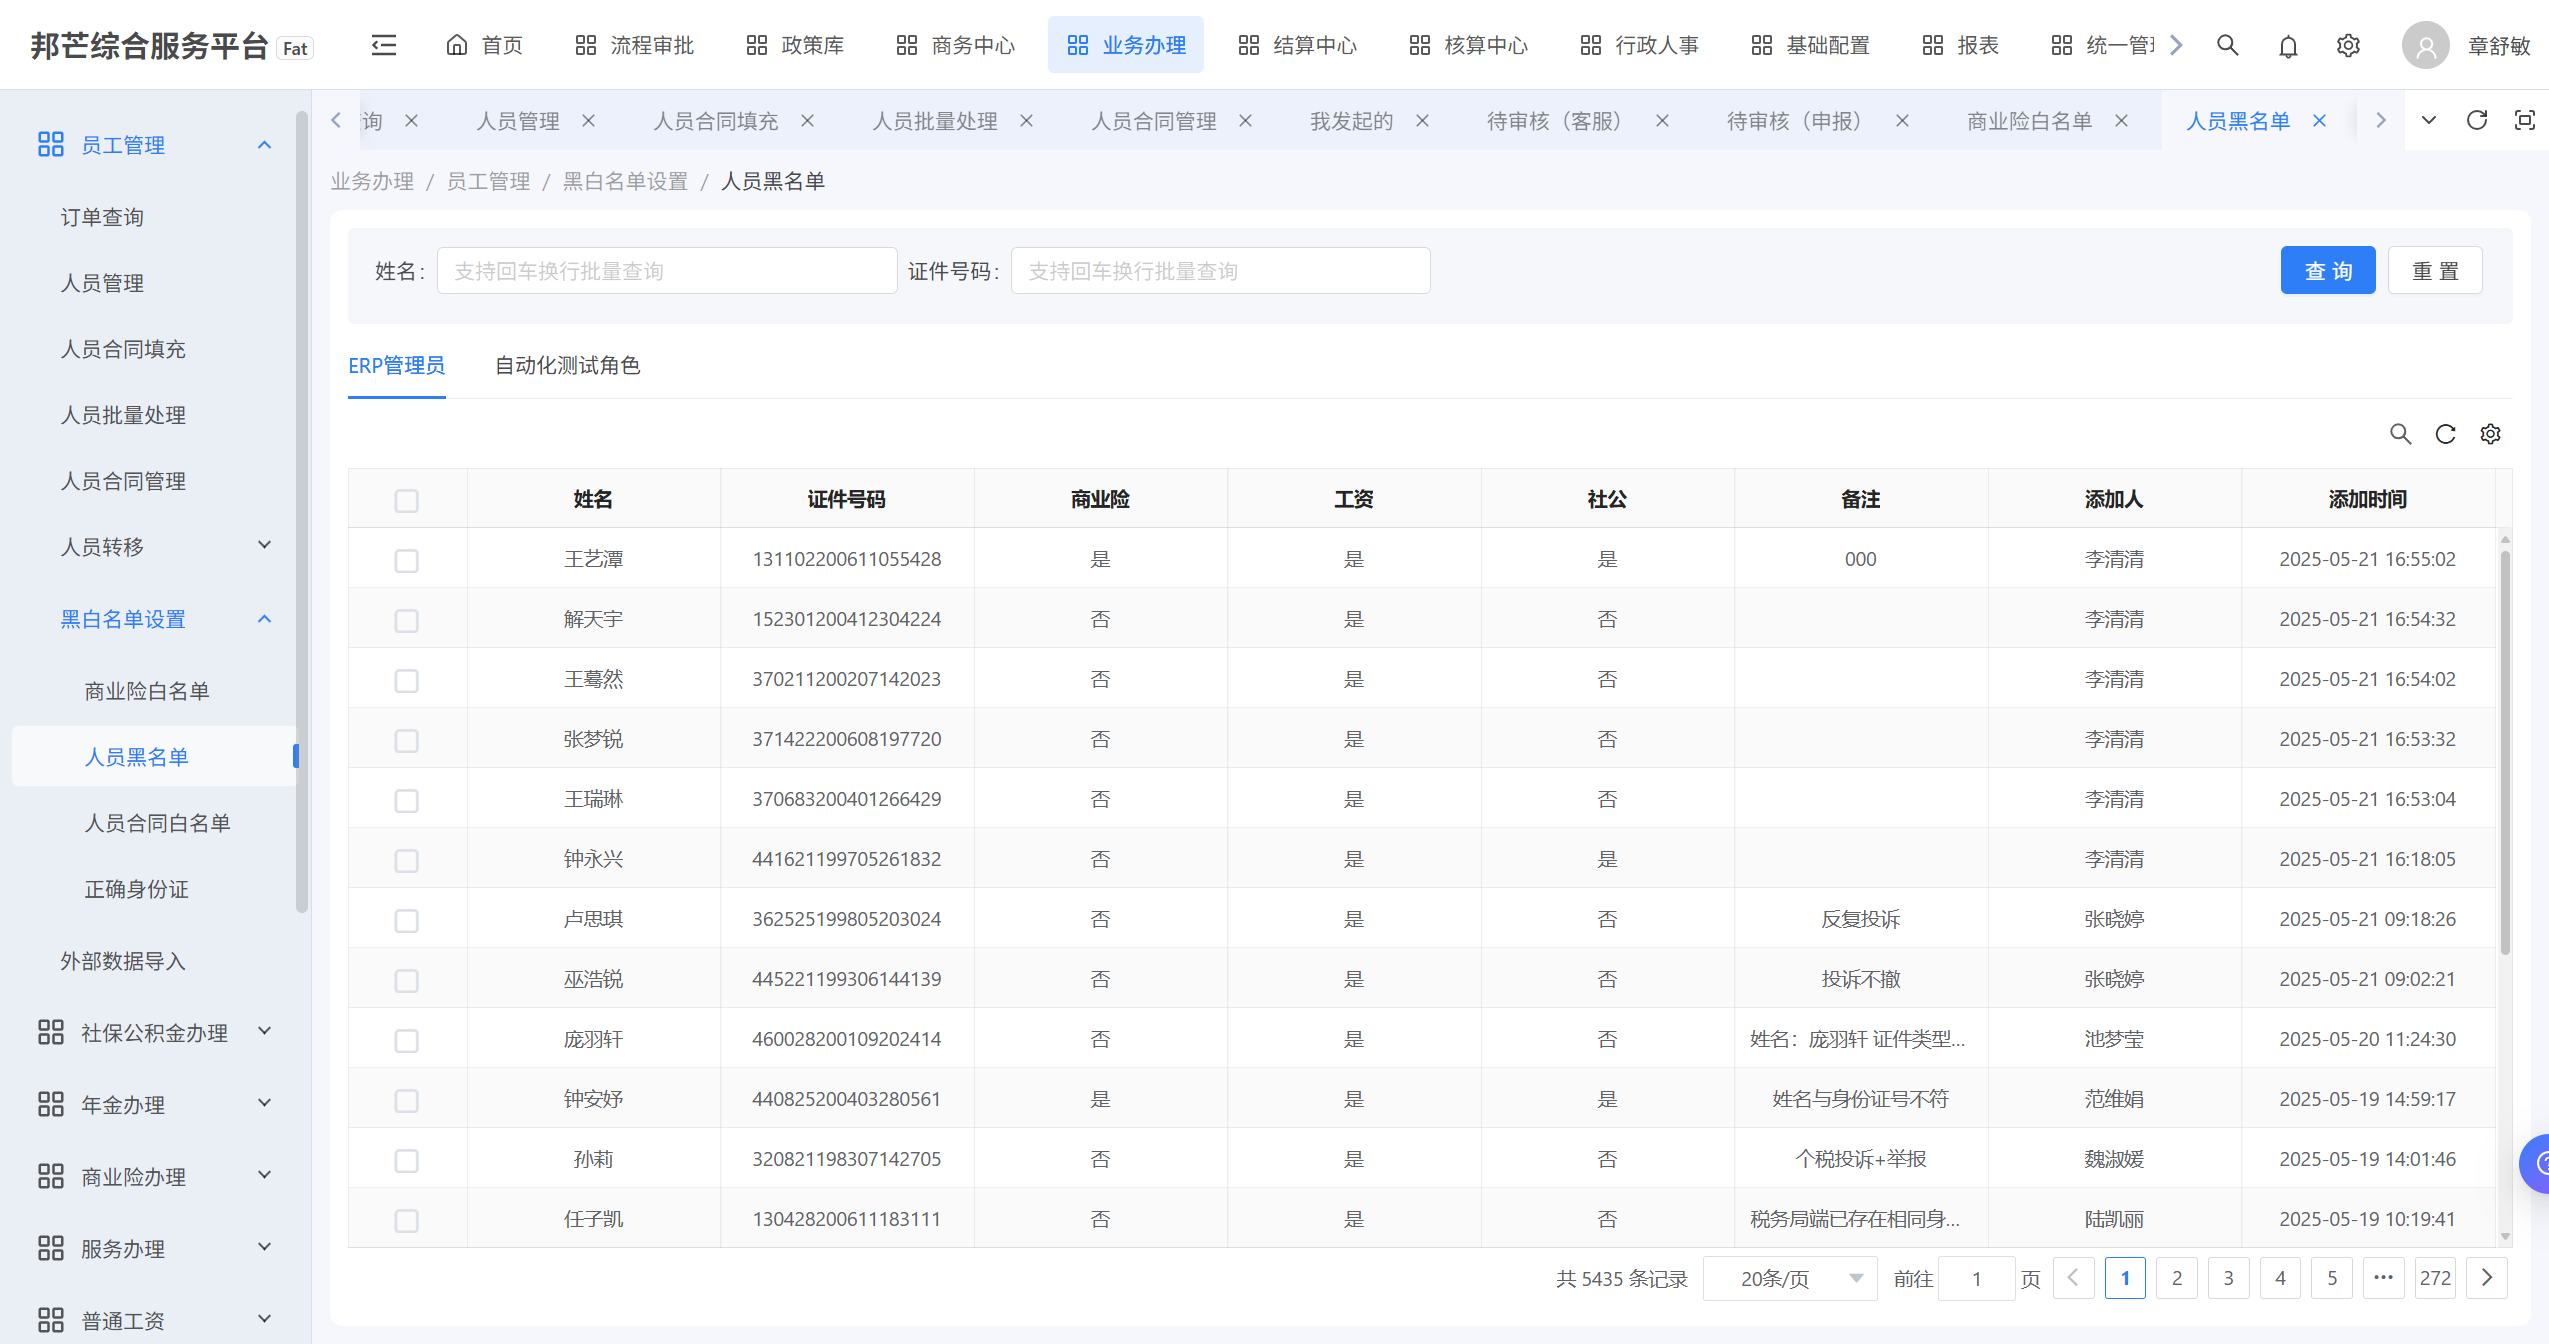 邦芒综合服务平台 Fat 首页 流程审批 政策库 商务中心 业务办理 结算中心 核算中心 行政人事 基础配置 报表 统一管 章舒敏
询 人员管理 人员合同填充 人员批量处理 人员合同管理 我发起的 待审核（客服） 待审核（申报） 商业险白名单 人员黑名单
员工管理
订单查询
人员管理
人员合同填充
人员批量处理
人员合同管理
人员转移
黑白名单设置
商业险白名单
人员黑名单
人员合同白名单
正确身份证
外部数据导入
社保公积金办理
年金办理
商业险办理
服务办理
普通工资
业务办理 / 员工管理 / 黑白名单设置 / 人员黑名单
姓名: 支持回车换行批量查询 证件号码: 支持回车换行批量查询 查 询 重 置
ERP管理员 自动化测试角色
姓名 证件号码 商业险 工资 社公 备注 添加人 添加时间
王艺潭 131102200611055428 是 是 是 000 李清清 2025-05-21 16:55:02
解天宇 152301200412304224 否 是 否 李清清 2025-05-21 16:54:32
王蓦然 370211200207142023 否 是 否 李清清 2025-05-21 16:54:02
张梦锐 371422200608197720 否 是 否 李清清 2025-05-21 16:53:32
王瑞琳 370683200401266429 否 是 否 李清清 2025-05-21 16:53:04
钟永兴 441621199705261832 否 是 是 李清清 2025-05-21 16:18:05
卢思琪 362525199805203024 否 是 否 反复投诉 张晓婷 2025-05-21 09:18:26
巫浩锐 445221199306144139 否 是 否 投诉不撤 张晓婷 2025-05-21 09:02:21
庞羽轩 460028200109202414 否 是 否 姓名：庞羽轩 证件类型... 池梦莹 2025-05-20 11:24:30
钟安妤 440825200403280561 是 是 是 姓名与身份证号不符 范维娟 2025-05-19 14:59:17
孙莉 320821198307142705 否 是 否 个税投诉+举报 魏淑媛 2025-05-19 14:01:46
任子凯 130428200611183111 否 是 否 税务局端已存在相同身... 陆凯丽 2025-05-19 10:19:41
共 5435 条记录 20条/页 前往 1 页 1 2 3 4 5 ••• 272